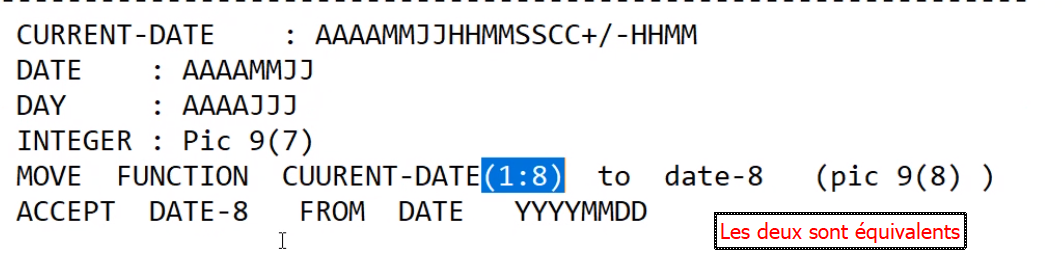 CURRENT-DATE : AAAAMMJJHHMMSSCC+/-HHMM
DATE : AAAAMMJJ
DAY : AAAAJJJ
INTEGER : Pic 9(7)
MOVE FUNCTION CUURENT-DATE(1:8) to date-8 (pic 9(8) )
ACCEPT DATE-8 FROM DATE YYYYMMDD
Les deux sont équivalents